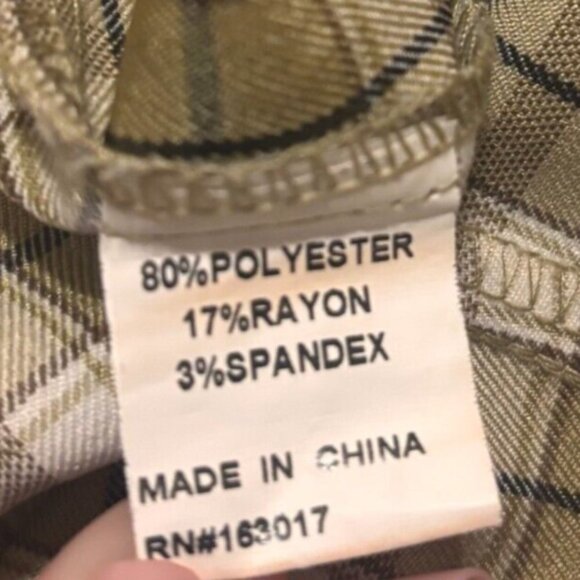 80%POLYESTER
17%RAYON
3%SPANDEX
MADE IN CHINA
RN#163017